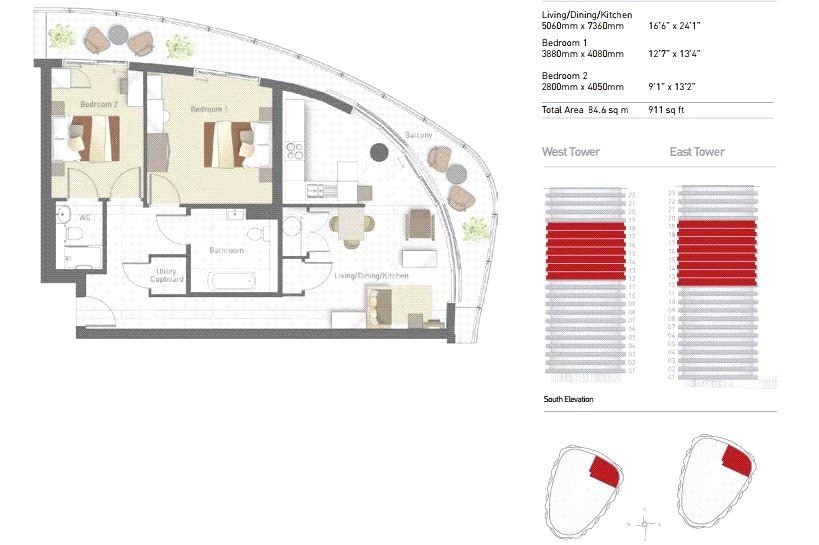 Living/Dining/Kitchen
5060mm x 7360mm 16'6" x 24'1"
Bedroom 1
3880mm x 4080mm 12'7" x 13'4"
Bedroom 2
2800mm x 4050mm 9'1" x 13'2"
Total Area 84.6 sq m 911 sq ft
Bedroom 2
Bedroom 1
Balcony
WC
Bathroom
Utility
Cupboard
Living/Dining/Kitchen
West Tower East Tower
22
21
20
19
18
17
16
15
14
13
12
11
10
09
08
07
06
05
04
03
02
01
23
22
21
20
19
18
17
16
15
14
13
12
11
10
09
08
07
06
05
04
03
02
01
South Elevation